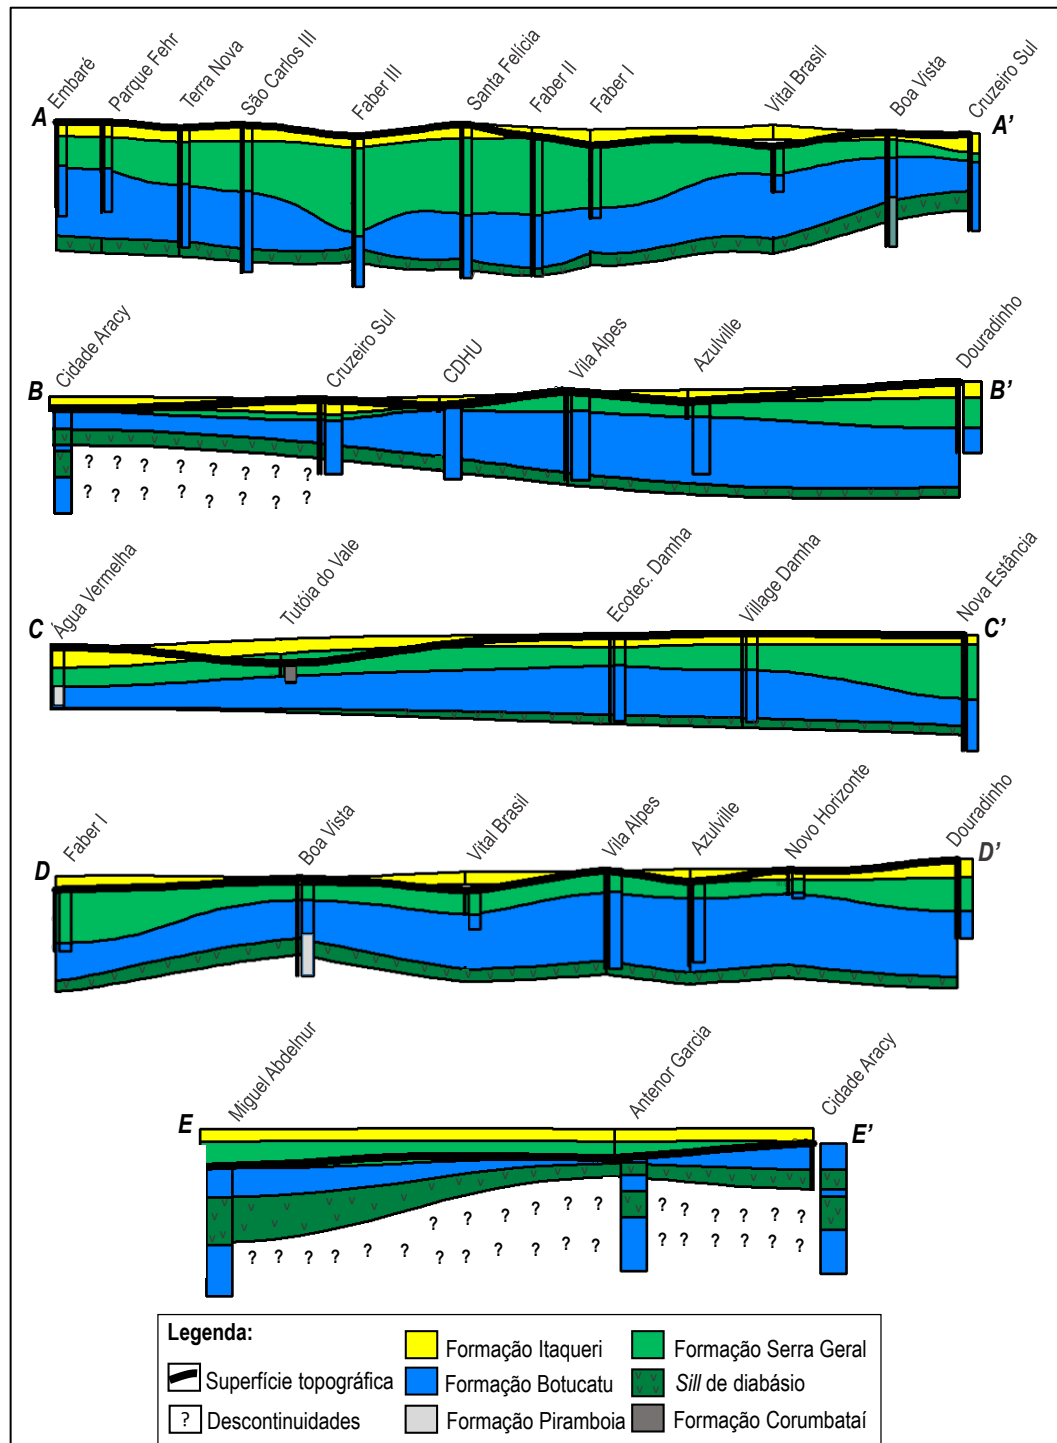 Embaré
Parque Fehr
Terra Nova
São Carlos III
Faber III
Santa Felícia
Faber II
Faber I
Vital Brasil
Boa Vista
Cruzeiro Sul
A
A'
Cidade Aracy
Cruzeiro Sul
CDHU
Vila Alpes
Azulville
Douradinho
B
B'
Água Vermelha
Tutóia do Vale
Ecotec. Damha
Village Damha
Nova Estância
C
C'
Faber I
Boa Vista
Vital Brasil
Vila Alpes
Azulville
Novo Horizonte
Douradinho
D
D'
Miguel Abdelnur
Antenor Garcia
Cidade Aracy
E
E'
Legenda:
Superfície topográfica
? Descontinuidades
Formação Itaqueri
Formação Botucatu
Formação Piramboia
Formação Serra Geral
Sill de diabásio
Formação Corumbataí